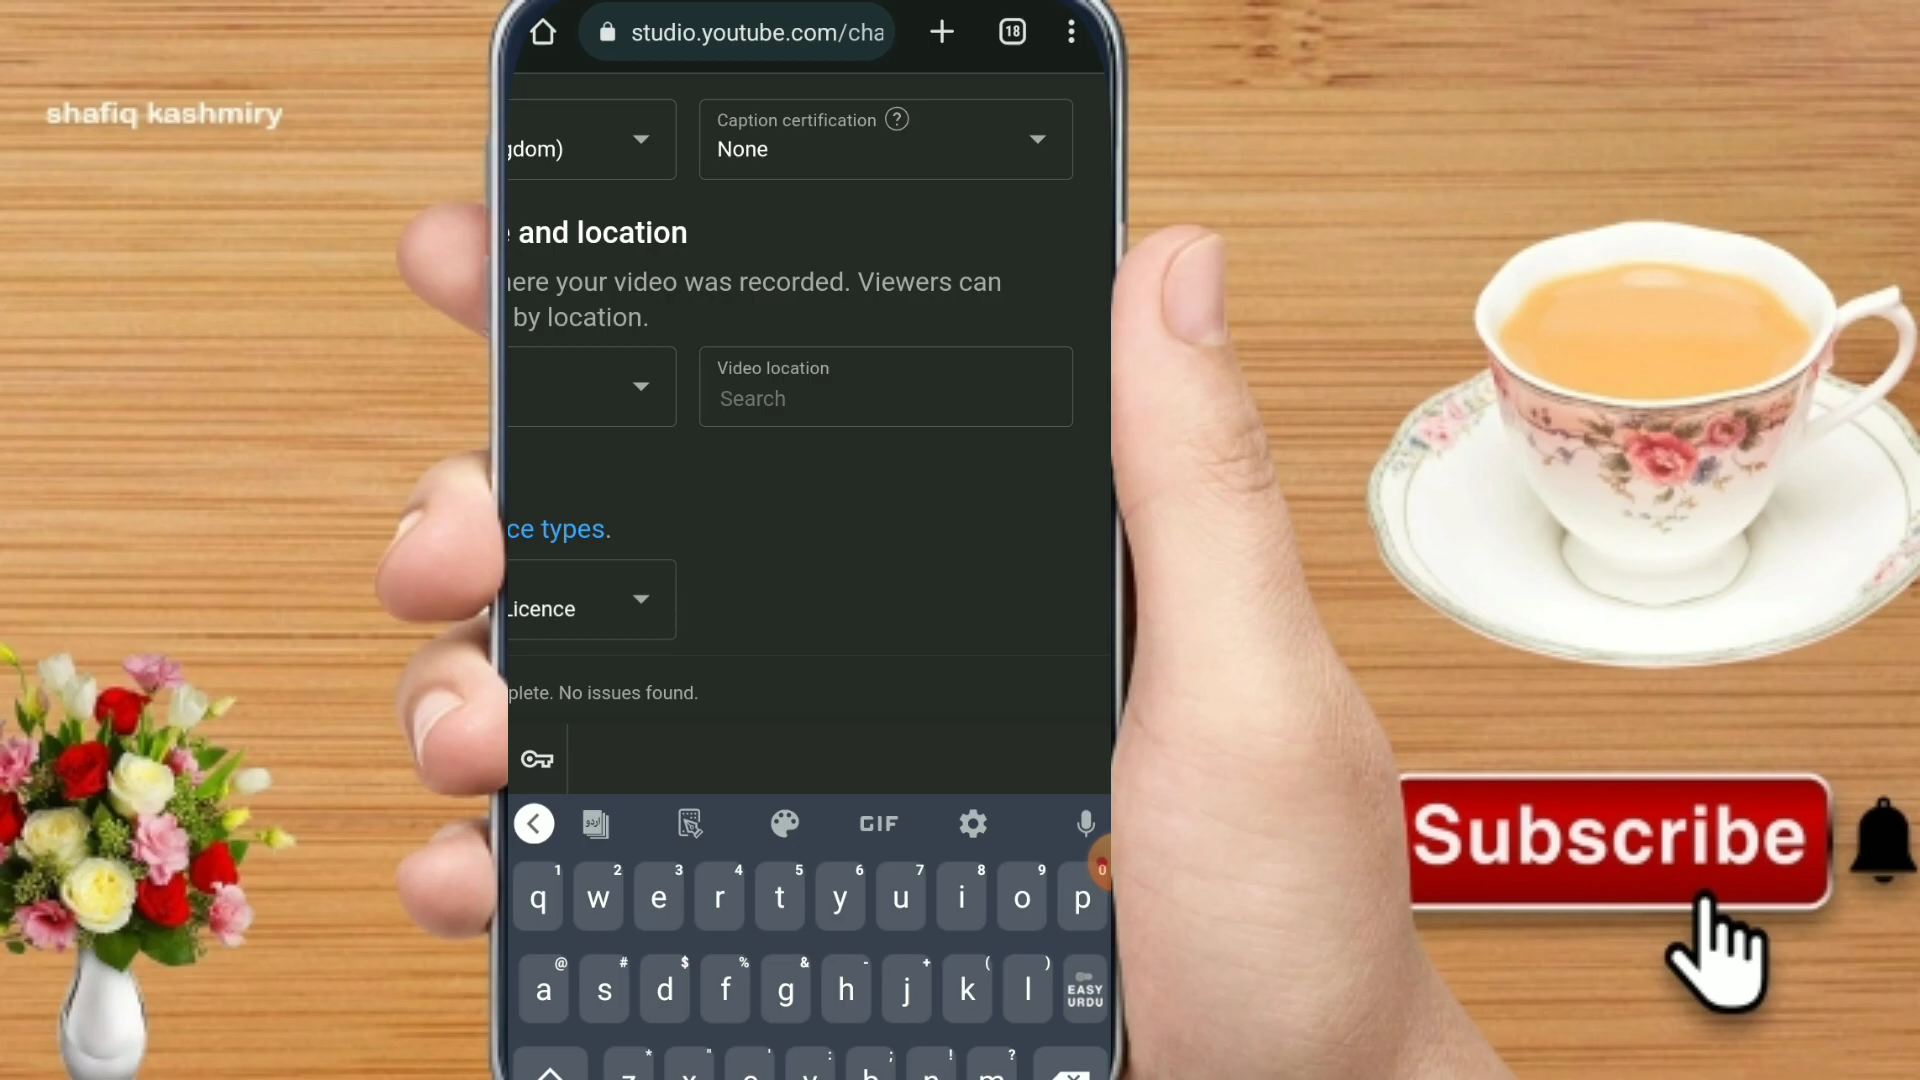 studio.youtube.com/cha
18
shafiq kashmiry
gdom)
Caption certification ?
None
and location
here your video was recorded. Viewers can
by location.
Video location
Search
ce types.
Licence
plete. No issues found.
Subscribe
اردو
GIF
1 2 3 4 5 6 7 8 9 0
q w e r t y u i o p
@ # $ % & - + ( )
a s d f g h j k l
EASY
URDU
* " ' : ; ! ?
z x c v b n m